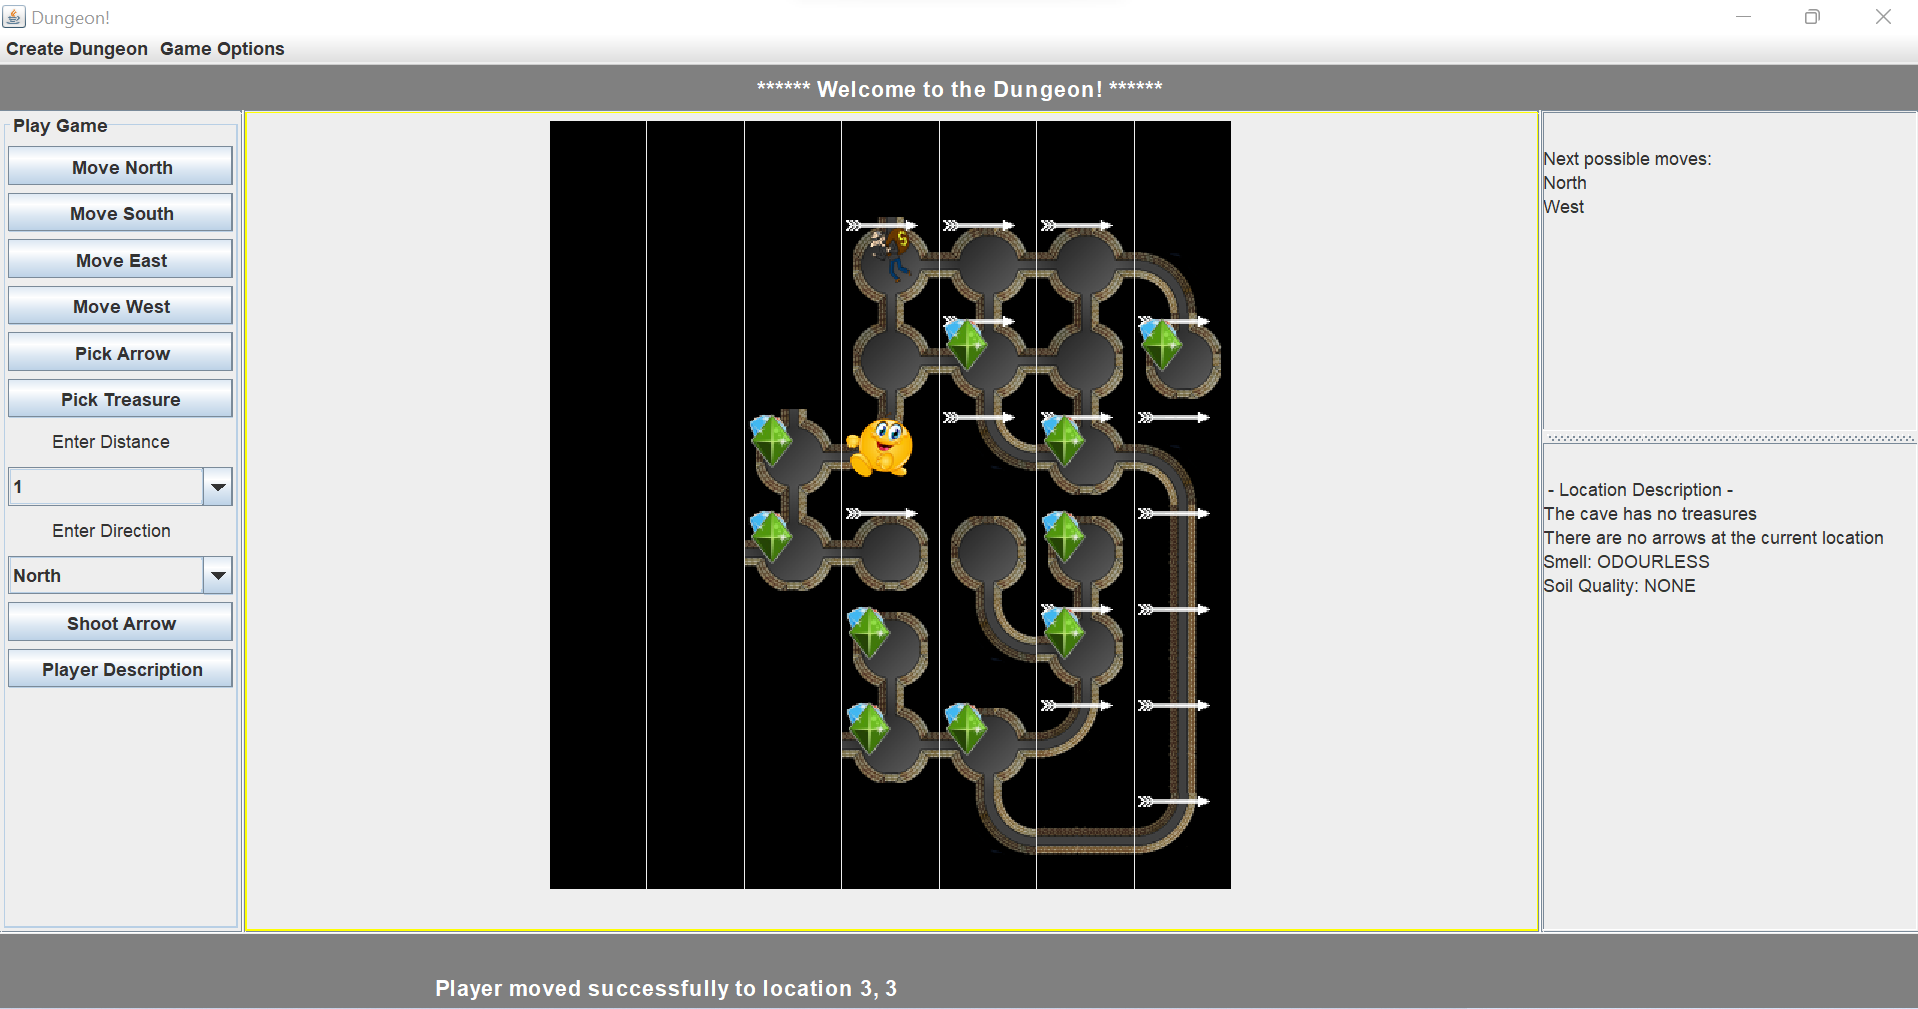 Dungeon!
Create Dungeon Game Options
****** Welcome to the Dungeon! ******
Play Game
Move North
Move South
Move East
Move West
Pick Arrow
Pick Treasure
Enter Distance
1
Enter Direction
North
Shoot Arrow
Player Description
$
Next possible moves:
North
West
- Location Description -
The cave has no treasures
There are no arrows at the current location
Smell: ODOURLESS
Soil Quality: NONE
Player moved successfully to location 3, 3